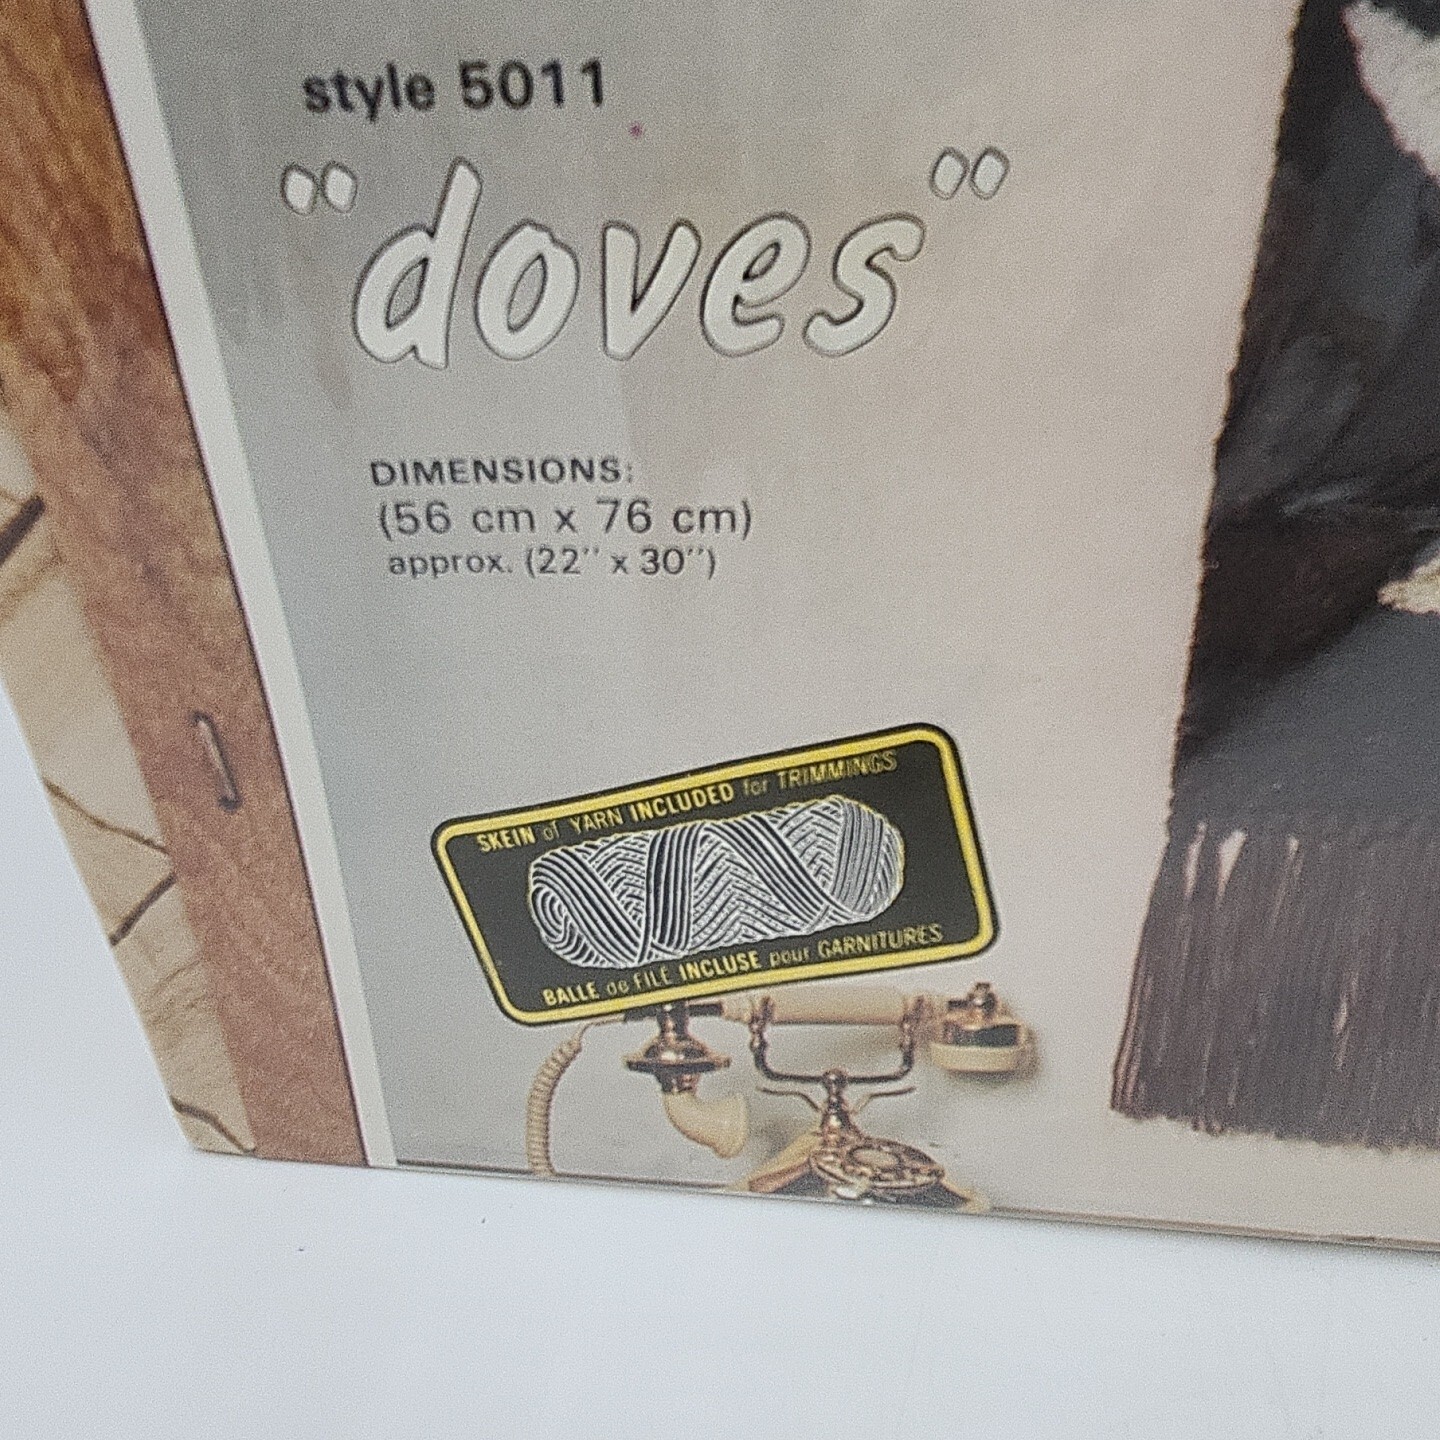 style 5011
"doves"
DIMENSIONS:
(56 cm x 76 cm)
approx. (22" x 30")
SKEIN of YARN INCLUDED for TRIMMINGS
BALLE de FILE INCLUSE pour GARNITURES